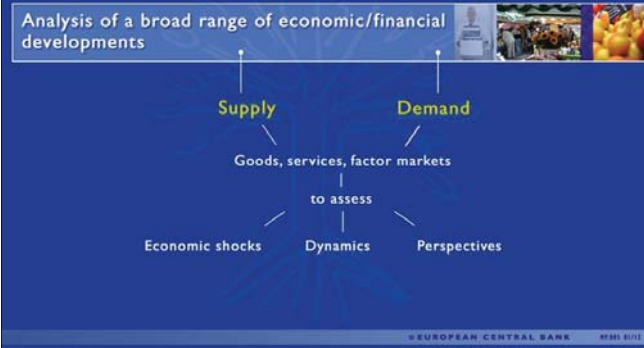 Analysis of a broad range of economic/financial
developments
Supply Demand
Goods, services, factor markets
to assess
Economic shocks Dynamics Perspectives
EUROPEAN CENTRAL BANK